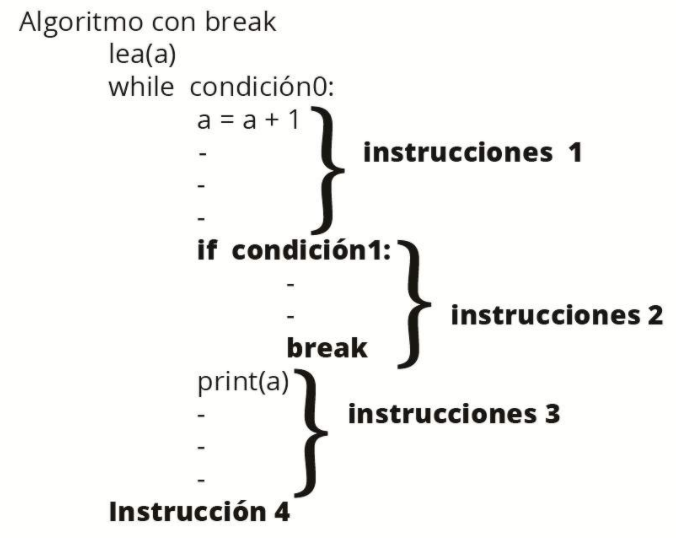 Algoritmo con break
lea(a)
while condición0:
a = a + 1
-
instrucciones 1
-
-
if condición1:
-
-
instrucciones 2
break
print(a)
-
instrucciones 3
-
-
Instrucción 4